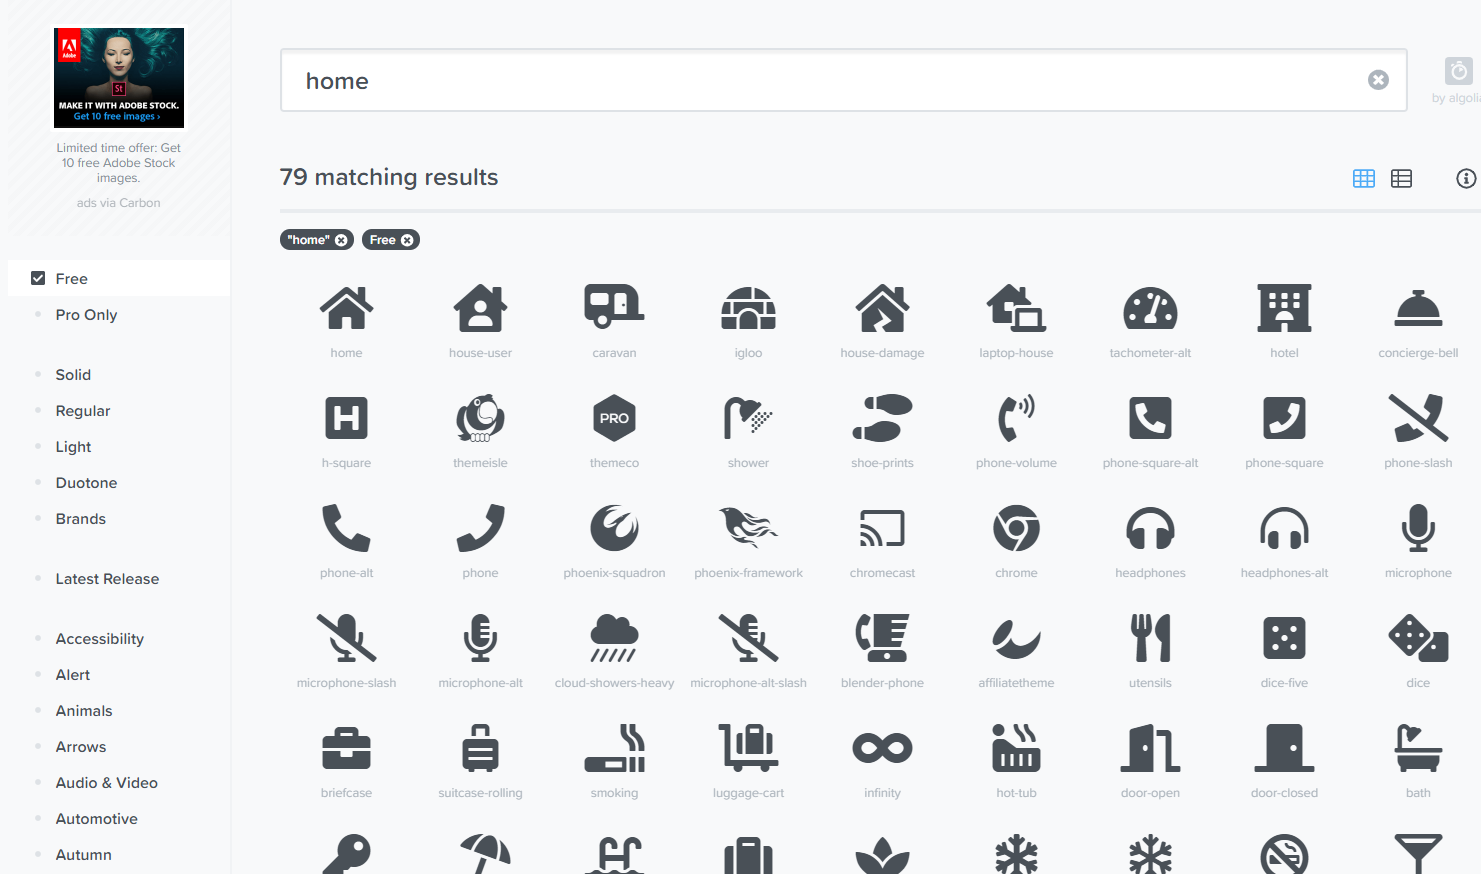 Adobe
St
MAKE IT WITH ADOBE STOCK.
Get 10 free images ›
Limited time offer: Get
10 free Adobe Stock
images.
ads via Carbon
Free
Pro Only
Solid
Regular
Light
Duotone
Brands
Latest Release
Accessibility
Alert
Animals
Arrows
Audio & Video
Automotive
Autumn
home
by algolia
79 matching results
"home" Free
home house-user caravan igloo house-damage laptop-house tachometer-alt hotel concierge-bell
H PRO
h-square themeisle themeco shower shoe-prints phone-volume phone-square-alt phone-square phone-slash
phone-alt phone phoenix-squadron phoenix-framework chromecast chrome headphones headphones-alt microphone
microphone-slash microphone-alt cloud-showers-heavy microphone-alt-slash blender-phone affiliatetheme utensils dice-five dice
briefcase suitcase-rolling smoking luggage-cart infinity hot-tub door-open door-closed bath